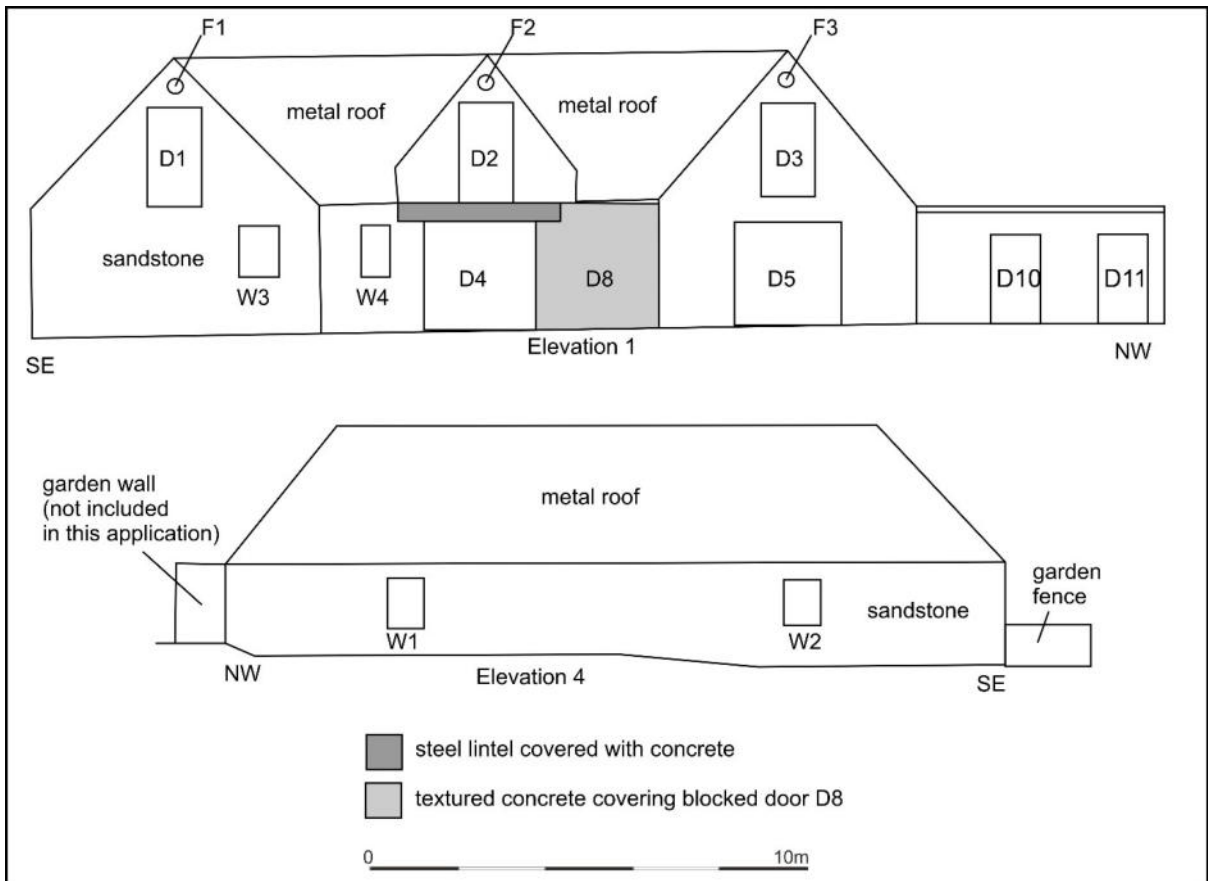 F1
F2
F3
metal roof
metal roof
D1
D2
D3
sandstone
W3
W4
D4
D8
D5
D10
D11
Elevation 1
SE
NW
garden wall
(not included
in this application)
metal roof
garden
fence
sandstone
W1
W2
NW
Elevation 4
SE
steel lintel covered with concrete
textured concrete covering blocked door D8
0
10m